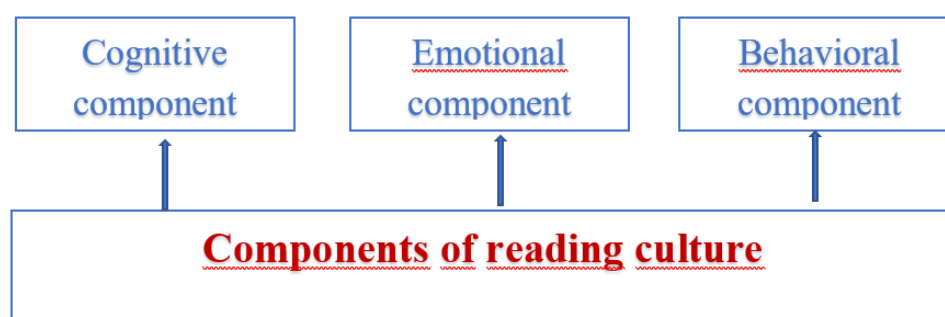 Cognitive
component
Emotional
component
Behavioral
component
Components of reading culture